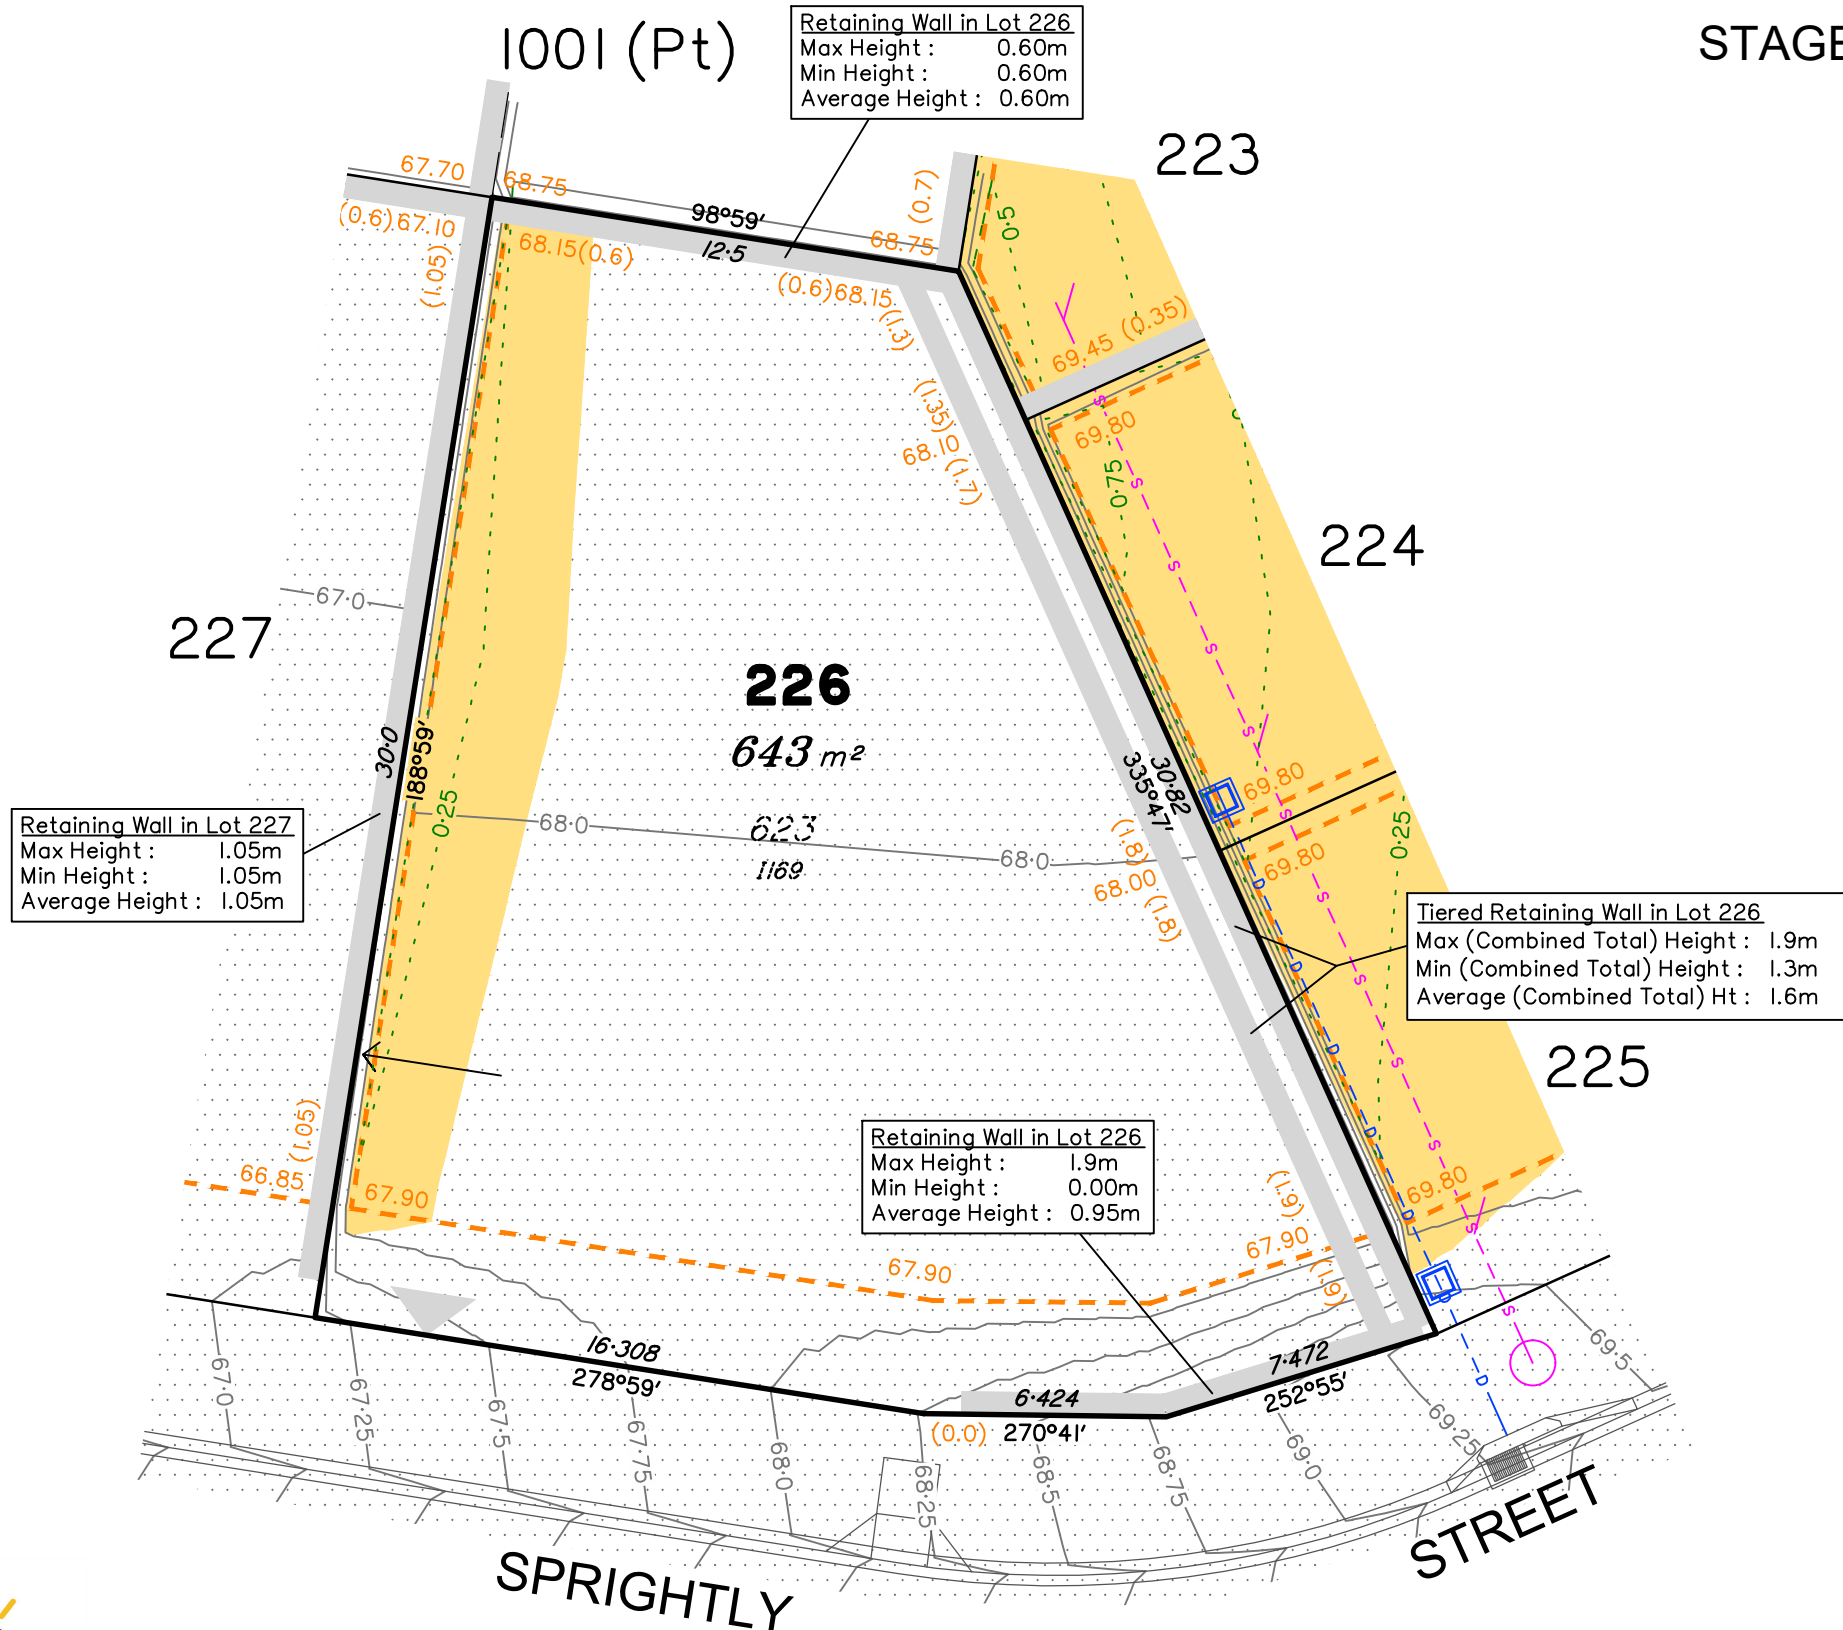 1001 (Pt)
STAGE
Retaining Wall in Lot 226
Max Height : 0.60m
Min Height : 0.60m
Average Height : 0.60m
223
67.70
68.75
(0.7)
98°59'
12.5
68.75
(0.6) 67.10
(1.05)
68.15 (0.6)
(0.6) 68.15
(1.3)
0.5
69.45 (0.35)
69.80
(1.35)
68.10
(1.7)
0.75
224
67.0
227
226
643 m²
623
1169
30.0
188°59'
0.25
68.0
68.0
30.82
335°47'
69.80
69.80
0.25
(1.8)
68.00
(1.8)
S
D
Retaining Wall in Lot 227
Max Height : 1.05m
Min Height : 1.05m
Average Height : 1.05m
Tiered Retaining Wall in Lot 226
Max (Combined Total) Height : 1.9m
Min (Combined Total) Height : 1.3m
Average (Combined Total) Ht : 1.6m
225
(1.05)
66.85
67.90
Retaining Wall in Lot 226
Max Height : 1.9m
Min Height : 0.00m
Average Height : 0.95m
(1.9)
67.90
69.80
67.90
(1.9)
16.308
278°59'
6.424
(0.0) 270°41'
7.472
252°55'
67.0
67.25
67.5
67.75
68.0
68.25
68.5
68.75
69.0
69.25
69.5
SPRIGHTLY
STREET